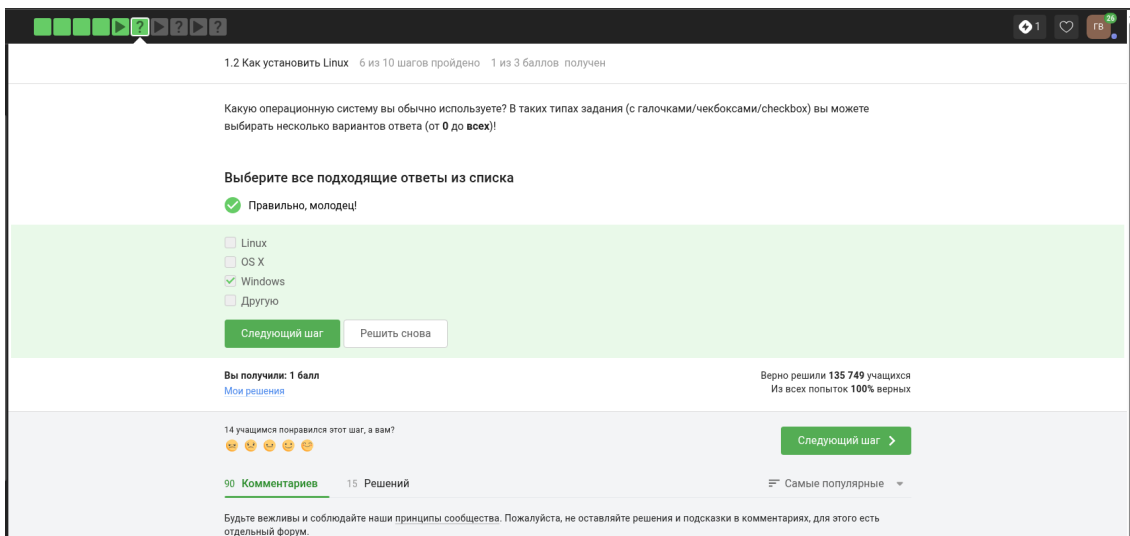 ? ? ?
1
ГВ
26
1.2 Как установить Linux 6 из 10 шагов пройдено 1 из 3 баллов получен
Какую операционную систему вы обычно используете? В таких типах задания (с галочками/чекбоксами/checkbox) вы можете
выбирать несколько вариантов ответа (от 0 до всех)!
Выберите все подходящие ответы из списка
Правильно, молодец!
Linux
OS X
Windows
Другую
Следующий шаг Решить снова
Вы получили: 1 балл
Мои решения
Верно решили 135 749 учащихся
Из всех попыток 100% верных
14 учащимся понравился этот шаг, а вам?
Следующий шаг
90 Комментариев 15 Решений
Самые популярные
Будьте вежливы и соблюдайте наши принципы сообщества. Пожалуйста, не оставляйте решения и подсказки в комментариях, для этого есть
отдельный форум.